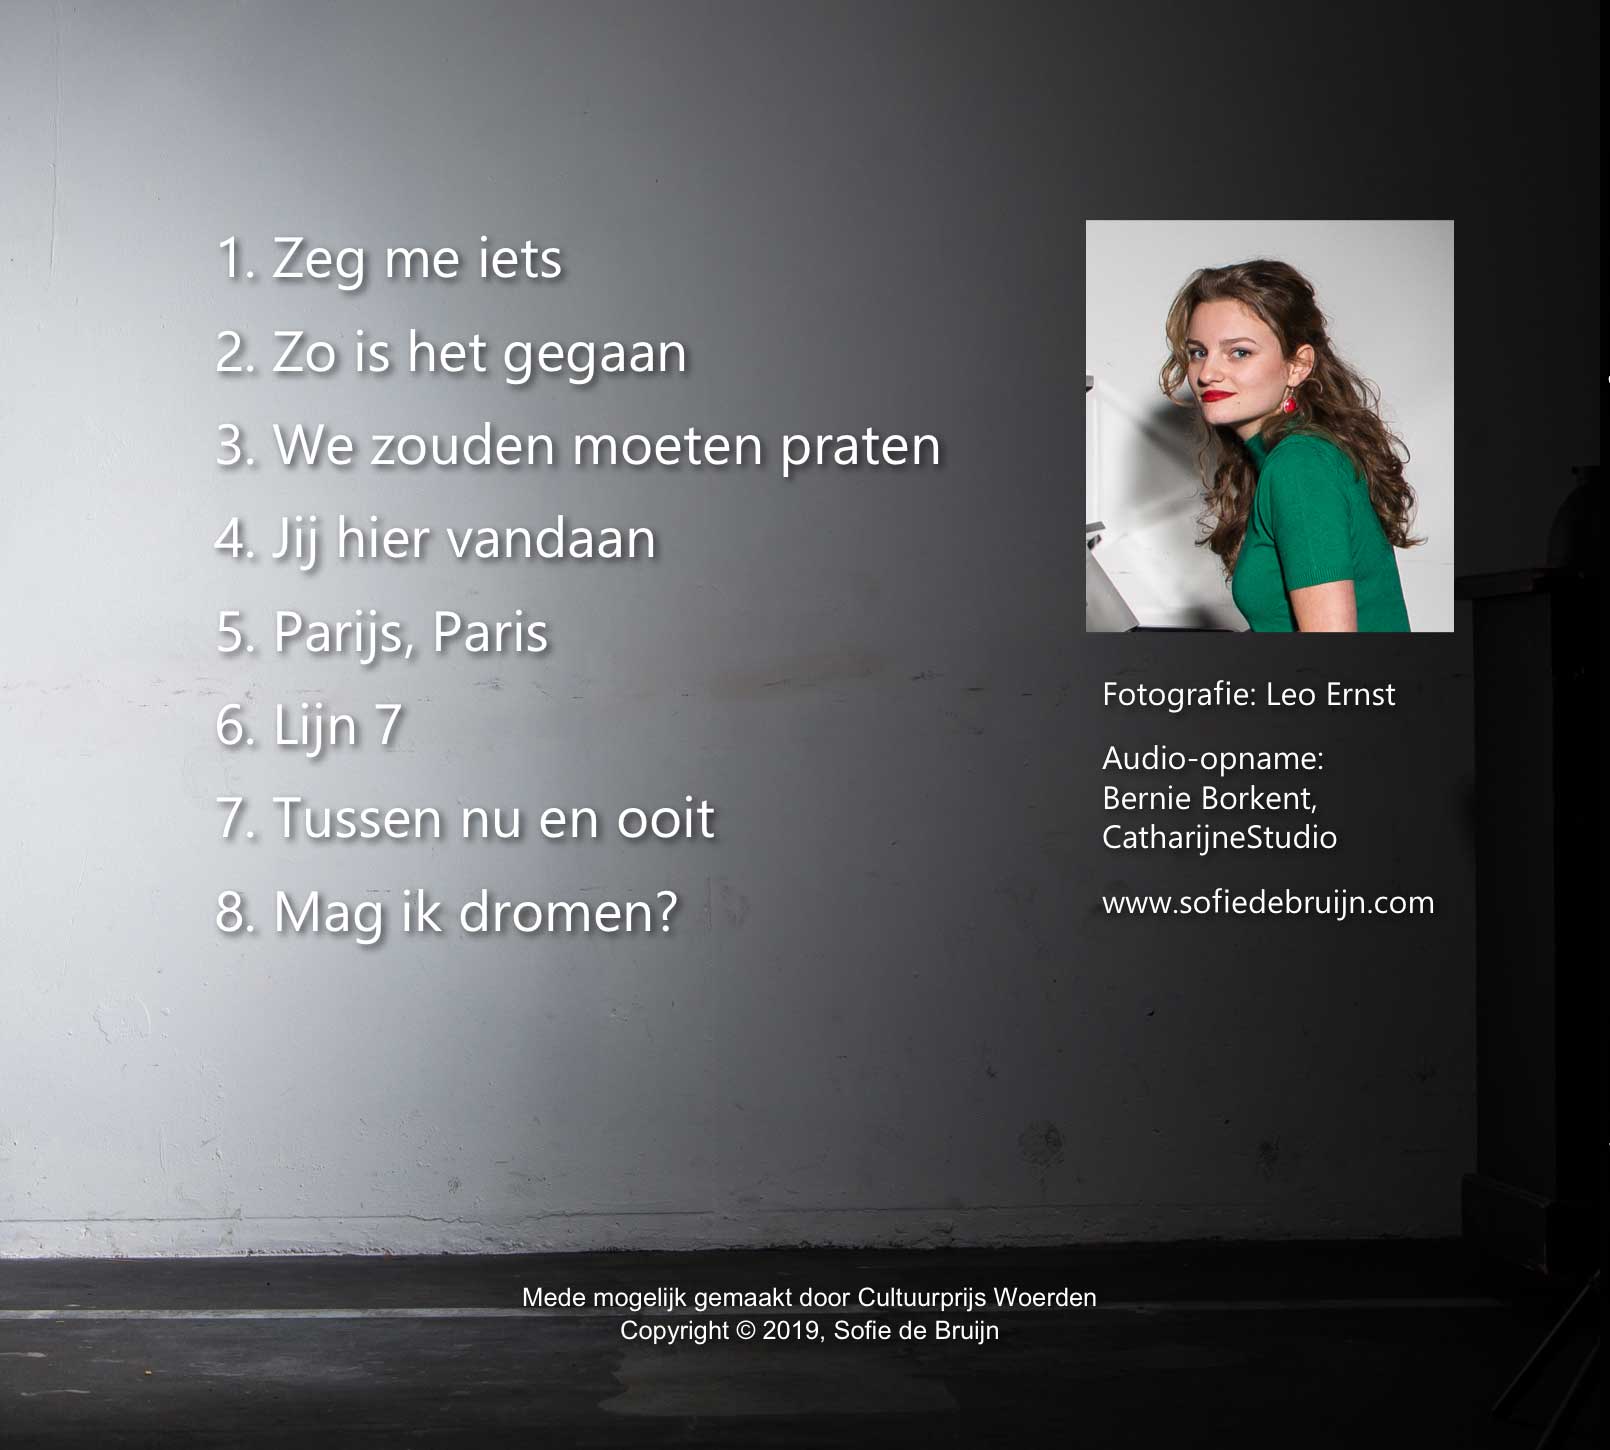 1. Zeg me iets
2. Zo is het gegaan
3. We zouden moeten praten
4. Jij hier vandaan
5. Parijs, Paris
6. Lijn 7
7. Tussen nu en ooit
8. Mag ik dromen?
Fotografie: Leo Ernst
Audio-opname:
Bernie Borkent,
CatharijneStudio
www.sofiedebruijn.com
Mede mogelijk gemaakt door Cultuurprijs Woerden
Copyright © 2019, Sofie de Bruijn